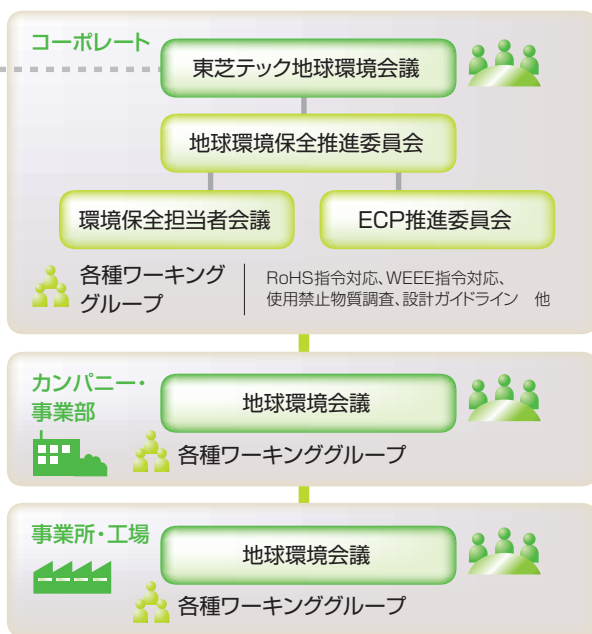 コーポレート
東芝テック地球環境会議
地球環境保全推進委員会
環境保全担当者会議
ECP推進委員会
各種ワーキング
グループ
RoHS指令対応、WEEE指令対応、
使用禁止物質調査、設計ガイドライン　他
カンパニー・
事業部
地球環境会議
各種ワーキンググループ
事業所・工場
地球環境会議
各種ワーキンググループ